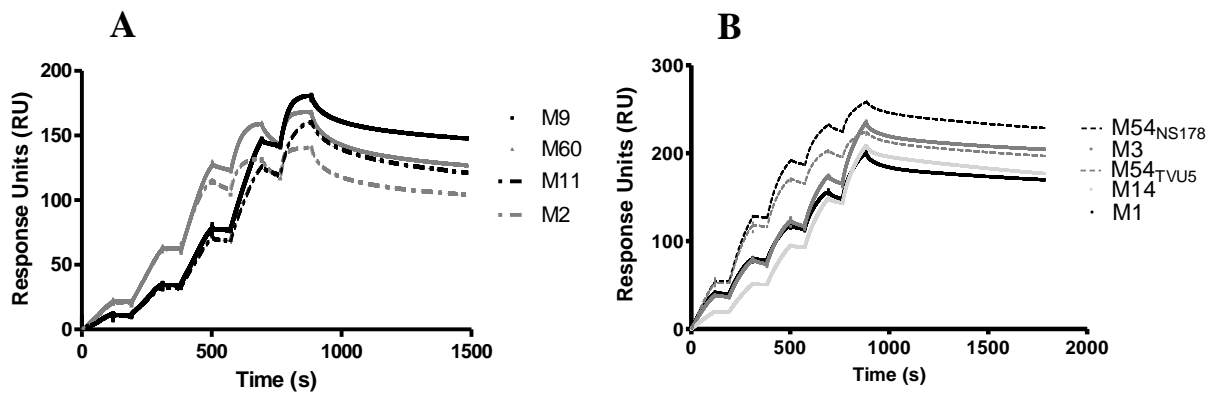 A
Response Units (RU)
200
150
100
50
0
0 500 1000 1500
Time (s)
M9
M60
M11
M2
B
Response Units (RU)
300
200
100
0
0 500 1000 1500 2000
Time (s)
M54NS178
M3
M54TVU5
M14
M1